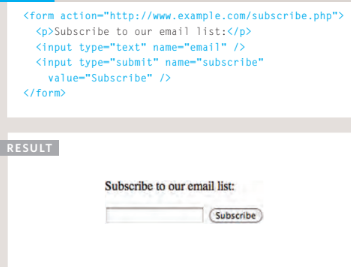 <form action="http://www.example.com/subscribe.php">
<p>Subscribe to our email list:</p>
<input type="text" name="email" />
<input type="submit" name="subscribe"
value="Subscribe" />
</form>
RESULT
Subscribe to our email list:
Subscribe